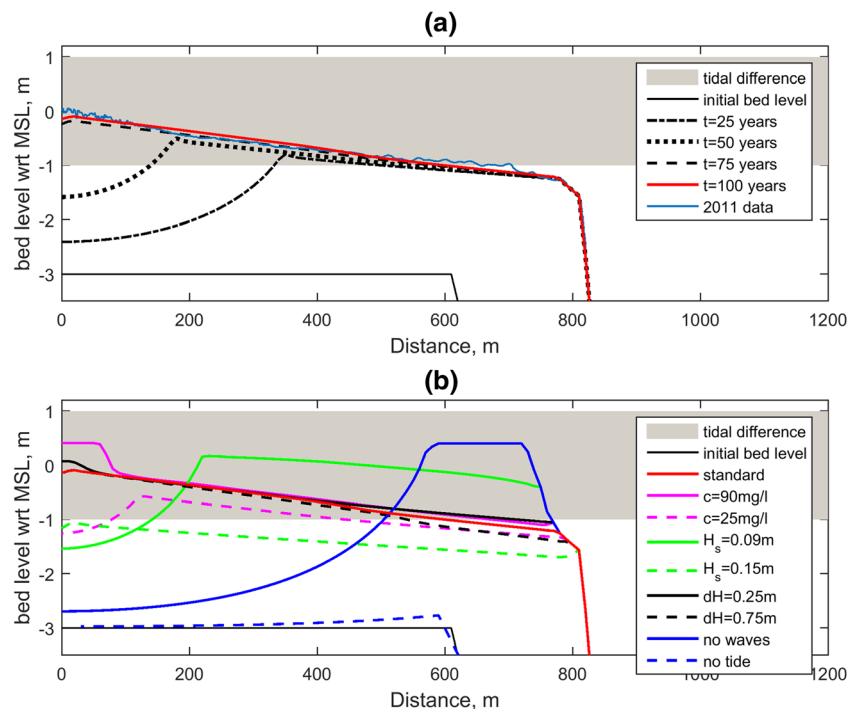 (a)
bed level wrt MSL, m
1
0
-1
-2
-3
0 200 400 600 800 1000 1200
Distance, m
tidal difference
initial bed level
t=25 years
t=50 years
t=75 years
t=100 years
2011 data
(b)
bed level wrt MSL, m
1
0
-1
-2
-3
0 200 400 600 800 1000 1200
Distance, m
tidal difference
initial bed level
standard
c=90mg/l
c=25mg/l
Hs=0.09m
Hs=0.15m
dH=0.25m
dH=0.75m
no waves
no tide